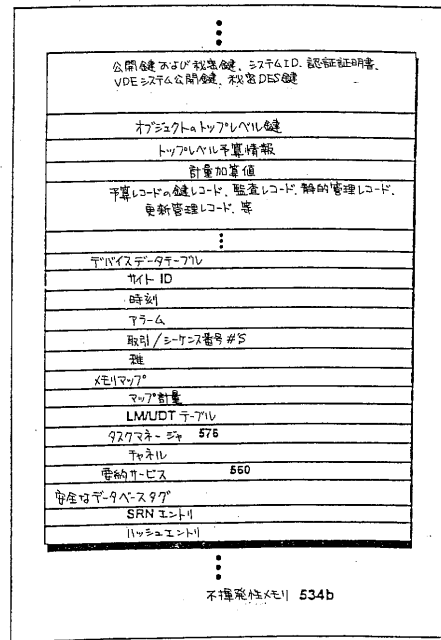 公開鍵および秘密鍵、システムID、認証証明書、
VDEシステム公開鍵、秘密DES鍵
オブジェクトのトップレベル鍵
トップレベル予算情報
計量加算値
予算レコードの鍵レコード、監査レコード、静的管理レコード、
更新管理レコード、等
デバイスデータテーブル
サイト ID
時刻
アラーム
取引/シーケンス番号#'S
雑
メモリマップ
マップ計量
LM/UDT テーブル
タスクマネージャ 576
チャネル
要約サービス 560
安全なデータベースタグ
SRN エントリ
ハッシュエントリ
不揮発性メモリ 534b